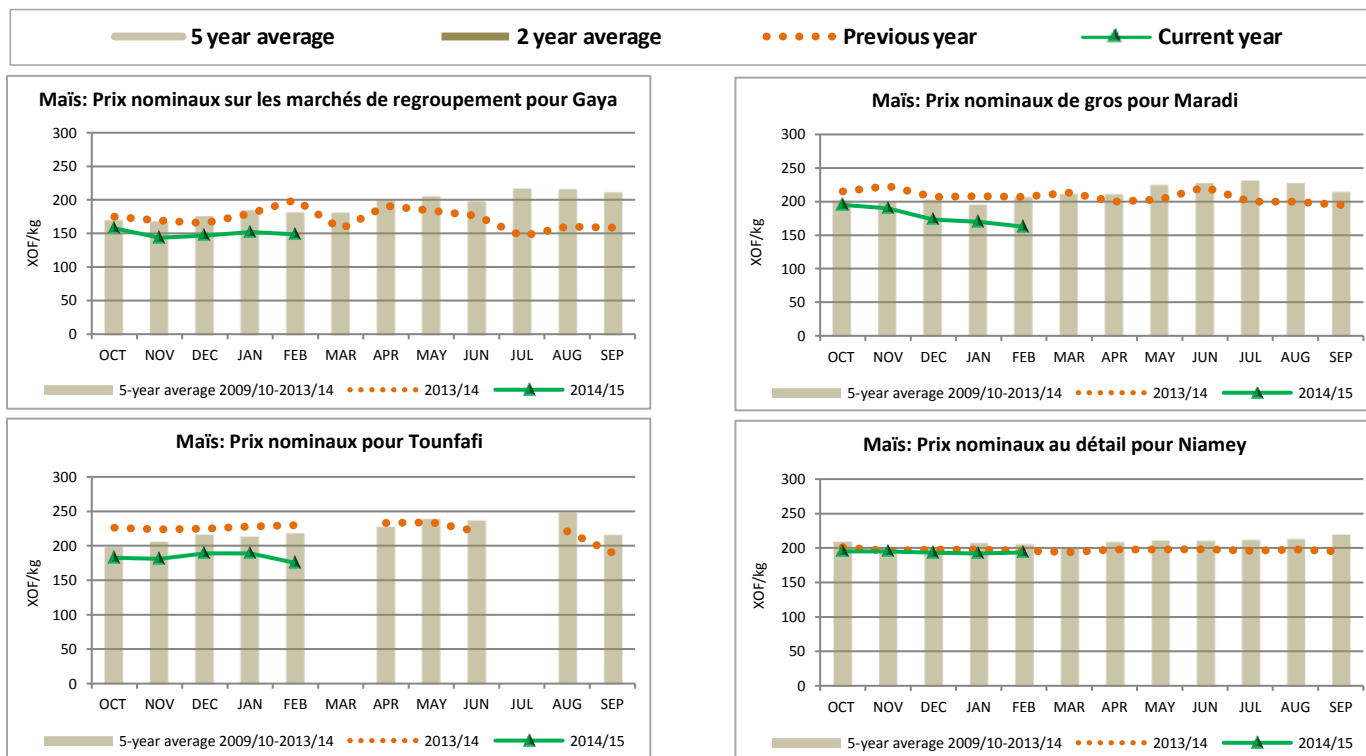 5 year average 2 year average Previous year Current year
Maïs: Prix nominaux sur les marchés de regroupement pour Gaya
300
250
200
150
100
50
0
XOF/kg
OCT NOV DEC JAN FEB MAR APR MAY JUN JUL AUG SEP
5-year average 2009/10-2013/14 2013/14 2014/15
Maïs: Prix nominaux de gros pour Maradi
300
250
200
150
100
50
0
XOF/kg
OCT NOV DEC JAN FEB MAR APR MAY JUN JUL AUG SEP
5-year average 2009/10-2013/14 2013/14 2014/15
Maïs: Prix nominaux pour Tounfafi
300
250
200
150
100
50
0
XOF/kg
OCT NOV DEC JAN FEB MAR APR MAY JUN JUL AUG SEP
5-year average 2009/10-2013/14 2013/14 2014/15
Maïs: Prix nominaux au détail pour Niamey
300
250
200
150
100
50
0
XOF/kg
OCT NOV DEC JAN FEB MAR APR MAY JUN JUL AUG SEP
5-year average 2009/10-2013/14 2013/14 2014/15